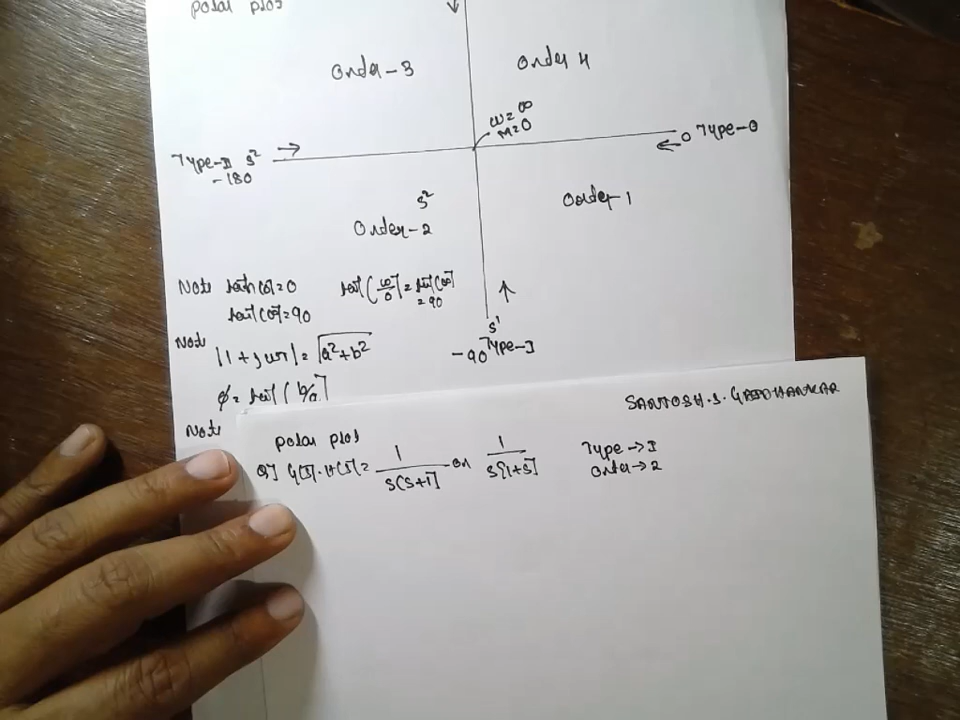 polar plot
Order-3
Order 4
ω=∞
M=0
Type-II s²
-180
0 Type-0
s²
Order-2
Order-1
Note tan⁻¹(0)=0 tan⁻¹(∞/0)=tan⁻¹(∞)
tan⁻¹(∞)=90 =90
s¹
-90 Type-I
Note |1+jωτ|=√a²+b²
φ=tan⁻¹(b/a)
Note
SANTOSH.S.
polar plot
Q] G(s).H(s)= 1/s(s+1) or 1/s[1+s] Type→I
Order→2